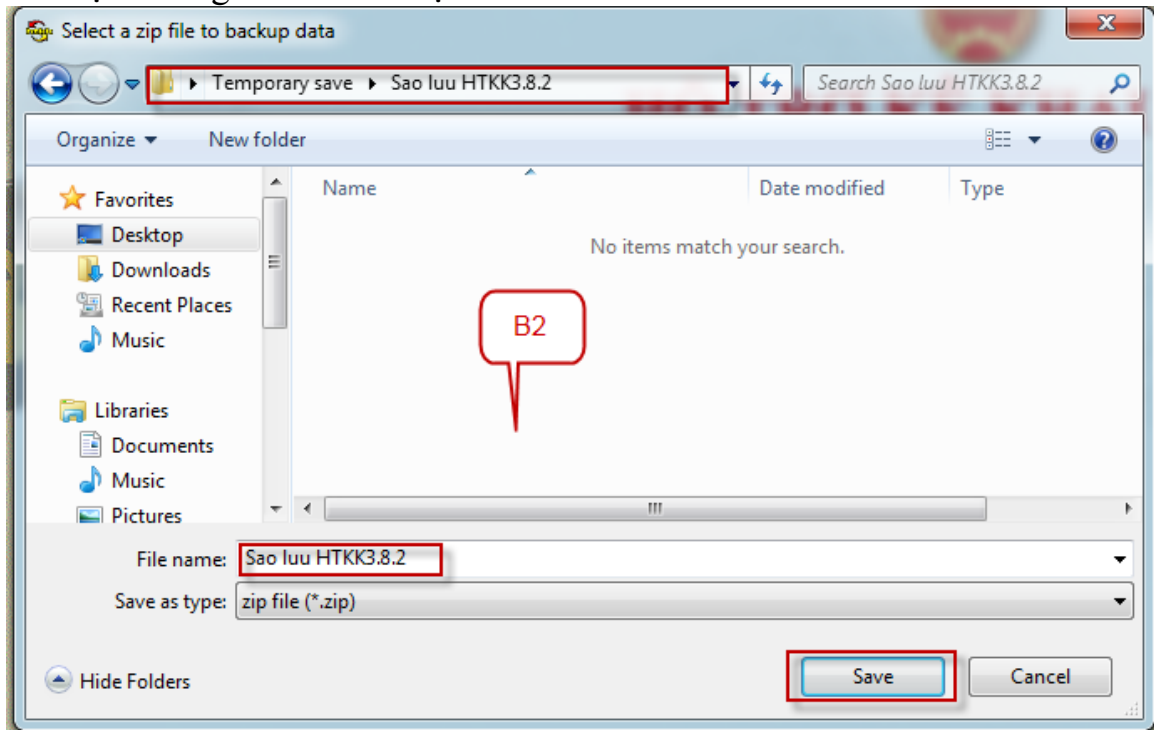 Select a zip file to backup data
Temporary save ▸ Sao luu HTKK3.8.2
Search Sao luu HTKK3.8.2
Organize
New folder
Name
Date modified
Type
Favorites
Desktop
Downloads
Recent Places
Music
Libraries
Documents
Music
Pictures
No items match your search.
B2
File name: Sao luu HTKK3.8.2
Save as type: zip file (*.zip)
Hide Folders
Save
Cancel